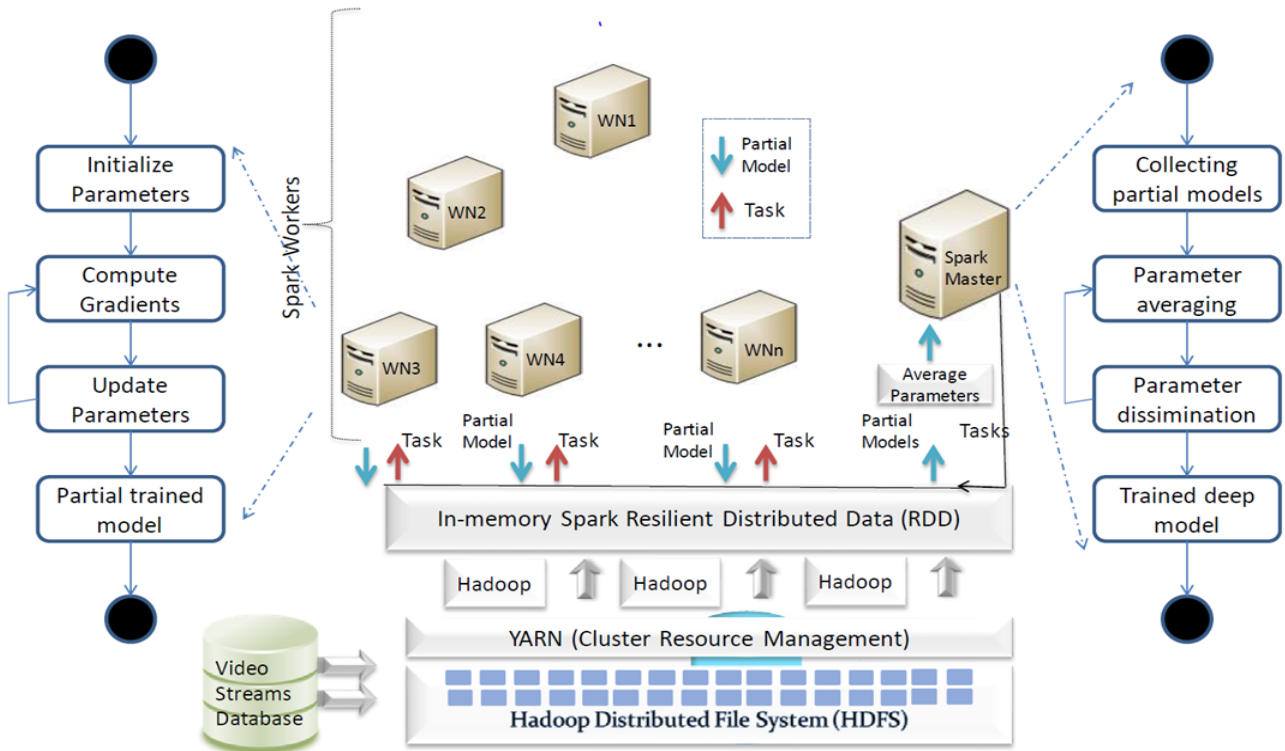 Initialize
Parameters
Compute
Gradients
Update
Parameters
Partial trained
model
Spark Workers
WN1
WN2
WN3
WN4
...
WNn
Partial
Model
Task
Spark
Master
Average
Parameters
Task
Partial
Model
Task
Partial
Model
Task
Partial
Models
Tasks
In-memory Spark Resilient Distributed Data (RDD)
Hadoop
Hadoop
Hadoop
YARN (Cluster Resource Management)
Hadoop Distributed File System (HDFS)
Video
Streams
Database
Collecting
partial models
Parameter
averaging
Parameter
dissimination
Trained deep
model